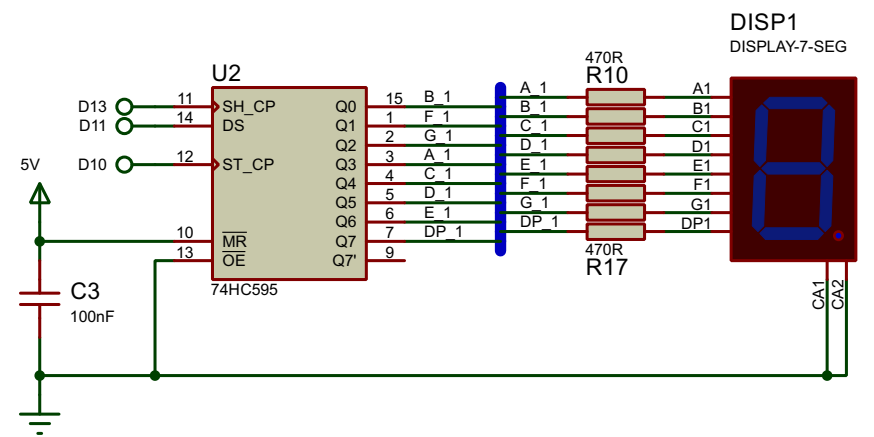 DISP1
DISPLAY-7-SEG
U2
470R
R10
D13
11
SH_CP
Q0
15
B_1
A_1
A1
D11
14
DS
Q1
1
F_1
B_1
B1
Q2
2
G_1
C_1
C1
D10
12
ST_CP
Q3
3
A_1
D_1
D1
5V
Q4
4
C_1
E_1
E1
Q5
5
D_1
F_1
F1
Q6
6
E_1
G_1
G1
10
MR
Q7
7
DP_1
DP_1
DP1
13
OE
Q7'
9
470R
R17
74HC595
C3
100nF
CA1
CA2